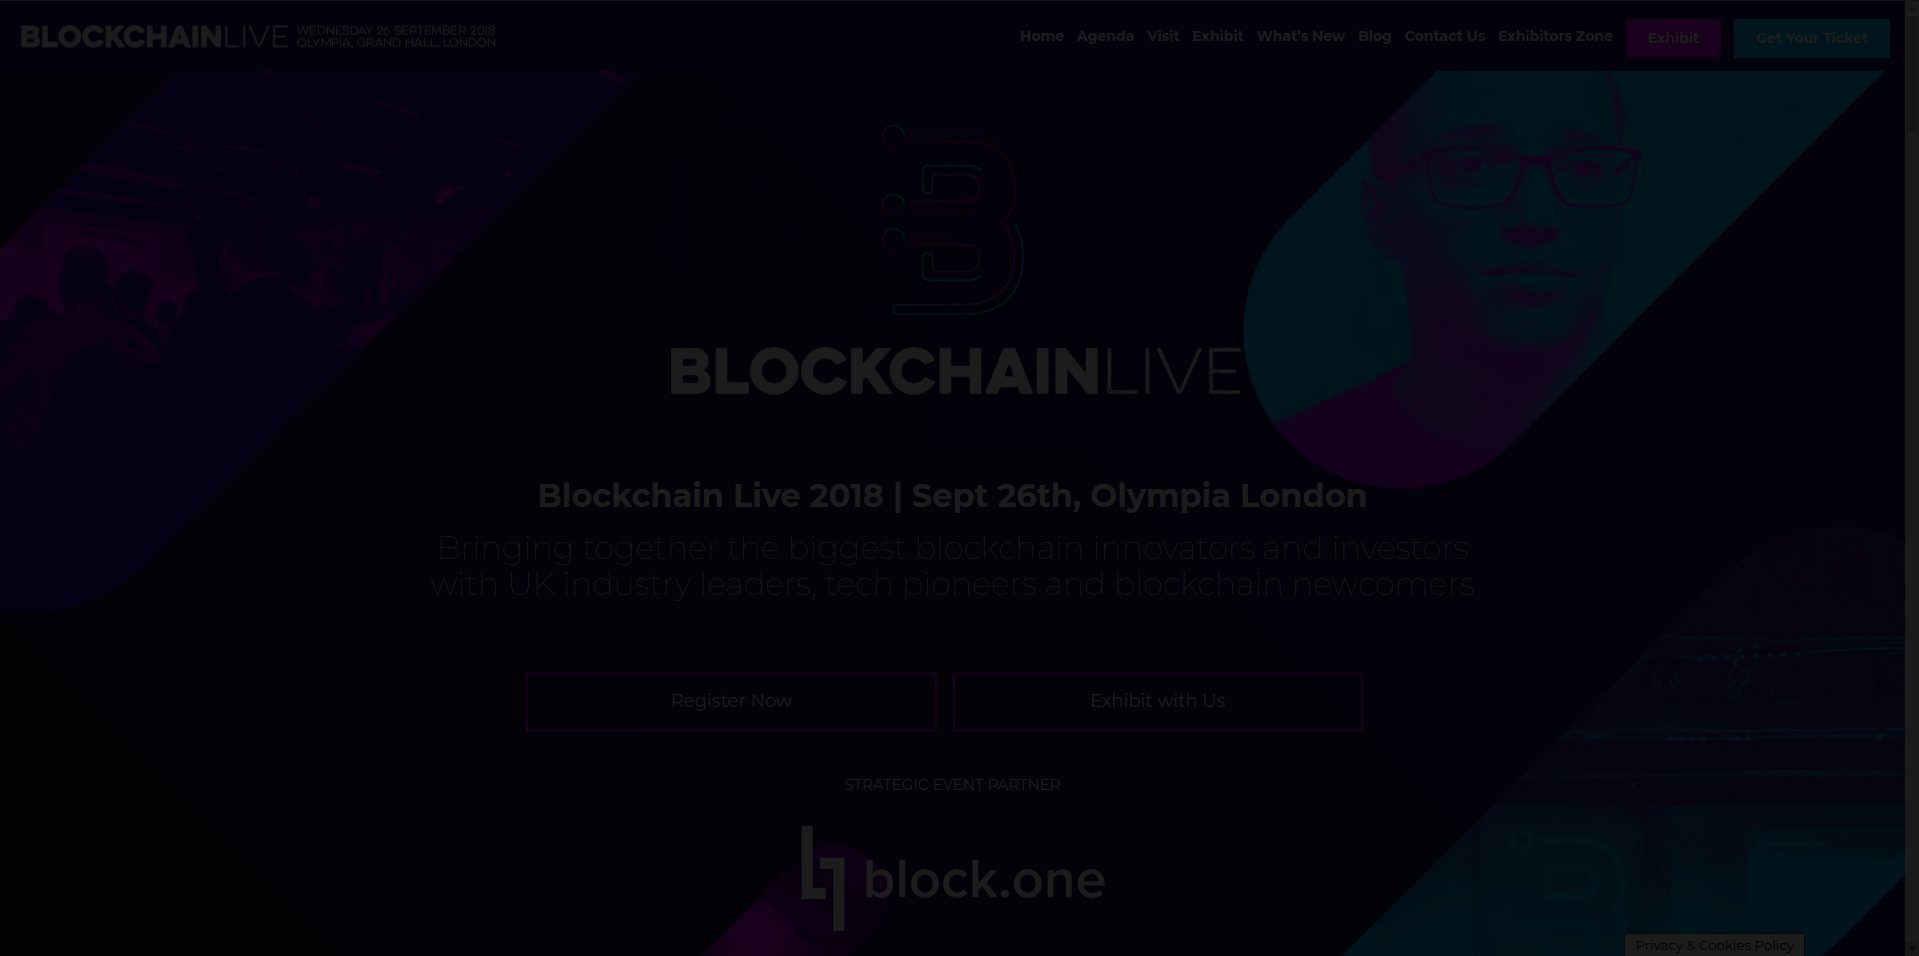 BLOCKCHAINLIVE
WEDNESDAY 26 SEPTEMBER 2018
OLYMPIA, GRAND HALL, LONDON
Home Agenda Visit Exhibit What's New Blog Contact Us Exhibitors Zone Exhibit Get Your Ticket
BLOCKCHAINLIVE
Blockchain Live 2018 | Sept 26th, Olympia London
Bringing together the biggest blockchain innovators and investors
with UK industry leaders, tech pioneers and blockchain newcomers
Register Now Exhibit with Us
STRATEGIC EVENT PARTNER
block.one
Privacy & Cookies Policy